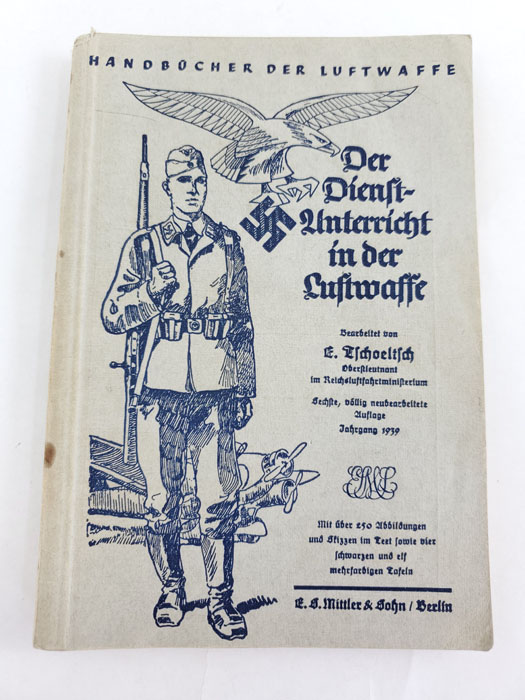 HANDBÜCHER DER LUFTWAFFE
Der
Dienst-
Unterricht
in der
Luftwaffe
Bearbeitet von
E. Tschoeltsch
Oberstleutnant
im Reichsluftfahrtministerium
Sechste, völlig neubearbeitete
Auflage
Jahrgang 1939
Mit über 250 Abbildungen
und Skizzen im Text sowie vier
schwarzen und elf
mehrfarbigen Tafeln
E. S. Mittler & Sohn / Berlin